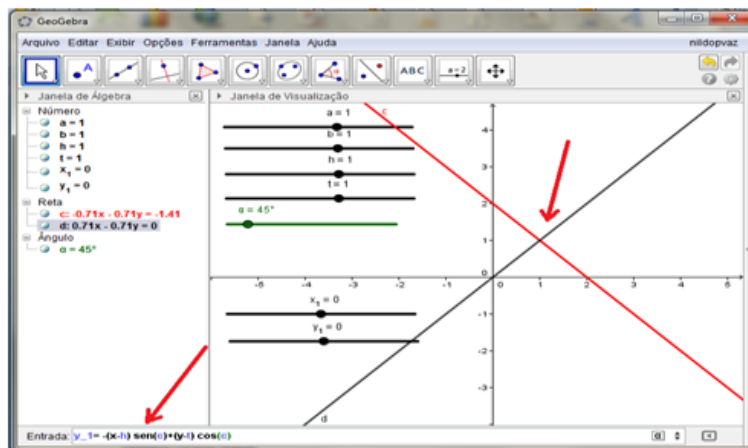 GeoGebra
Arquivo Editar Exibir Opções Ferramentas Janela Ajuda
nildopvaz
A
ABC
a=2
Janela de Álgebra
Janela de Visualização
Número
a = 1
b = 1
h = 1
t = 1
x1 = 0
y1 = 0
Reta
c: -0.71x - 0.71y = -1.41
d: 0.71x - 0.71y = 0
Ângulo
α = 45°
a = 1
b = 1
h = 1
t = 1
α = 45°
x1 = 0
y1 = 0
c
d
4
3
2
1
0
-1
-2
-3
-5 -4 -3 -2 -1 0 1 2 3 4 5
Entrada: y_1= -(x-h) sen(α)+(y-t) cos(α)
α